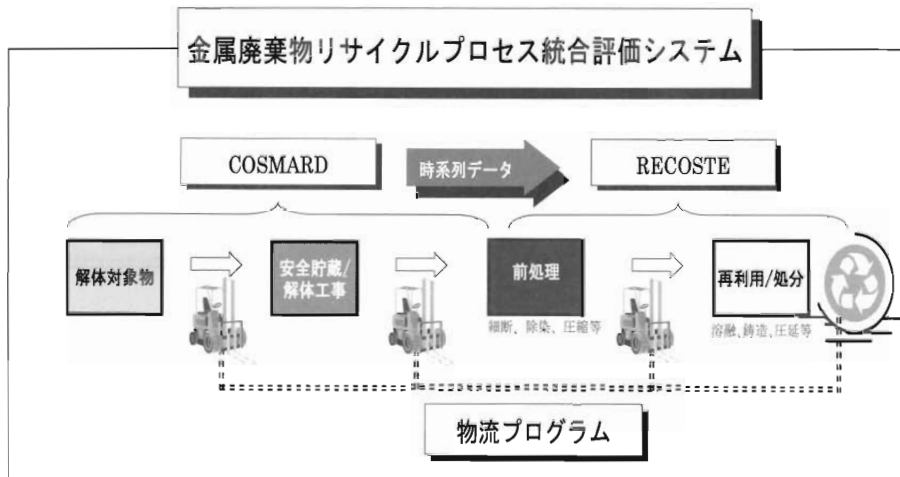 金属廃棄物リサイクルプロセス統合評価システム
COSMARD
時系列データ
RECOSTE
解体対象物
安全貯蔵/
解体工事
前処理
細断、除染、圧縮等
再利用/処分
溶融、鋳造、圧延等
物流プログラム